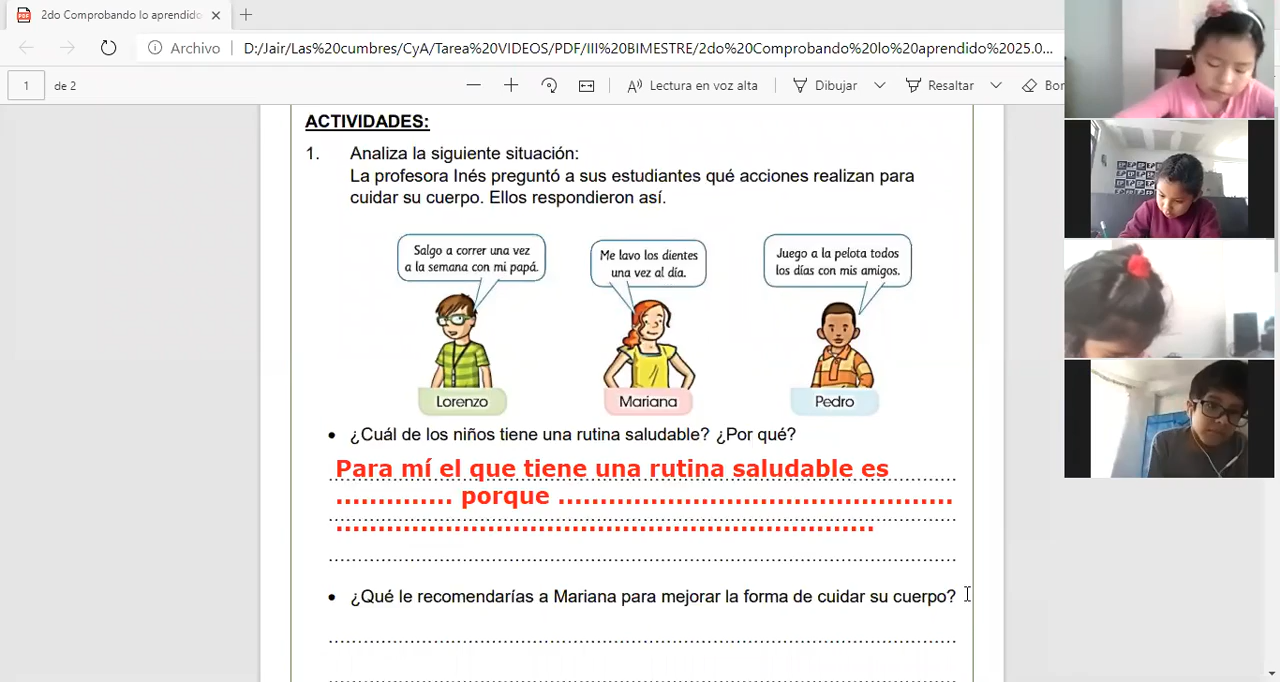 2do Comprobando lo aprendido
Archivo
D:/Jair/Las%20cumbres/CyA/Tarea%20VIDEOS/PDF/III%20BIMESTRE/2do%20Comprobando%20lo%20aprendido%2025.0...
1
de 2
Lectura en voz alta
Dibujar
Resaltar
Bor
ACTIVIDADES:
1. Analiza la siguiente situación:
La profesora Inés preguntó a sus estudiantes qué acciones realizan para
cuidar su cuerpo. Ellos respondieron así.
Salgo a correr una vez
a la semana con mi papá.
Me lavo los dientes
una vez al día.
Juego a la pelota todos
los días con mis amigos.
Lorenzo
Mariana
Pedro
• ¿Cuál de los niños tiene una rutina saludable? ¿Por qué?
Para mí el que tiene una rutina saludable es
.............. porque ...............................................
................................................................
• ¿Qué le recomendarías a Mariana para mejorar la forma de cuidar su cuerpo?